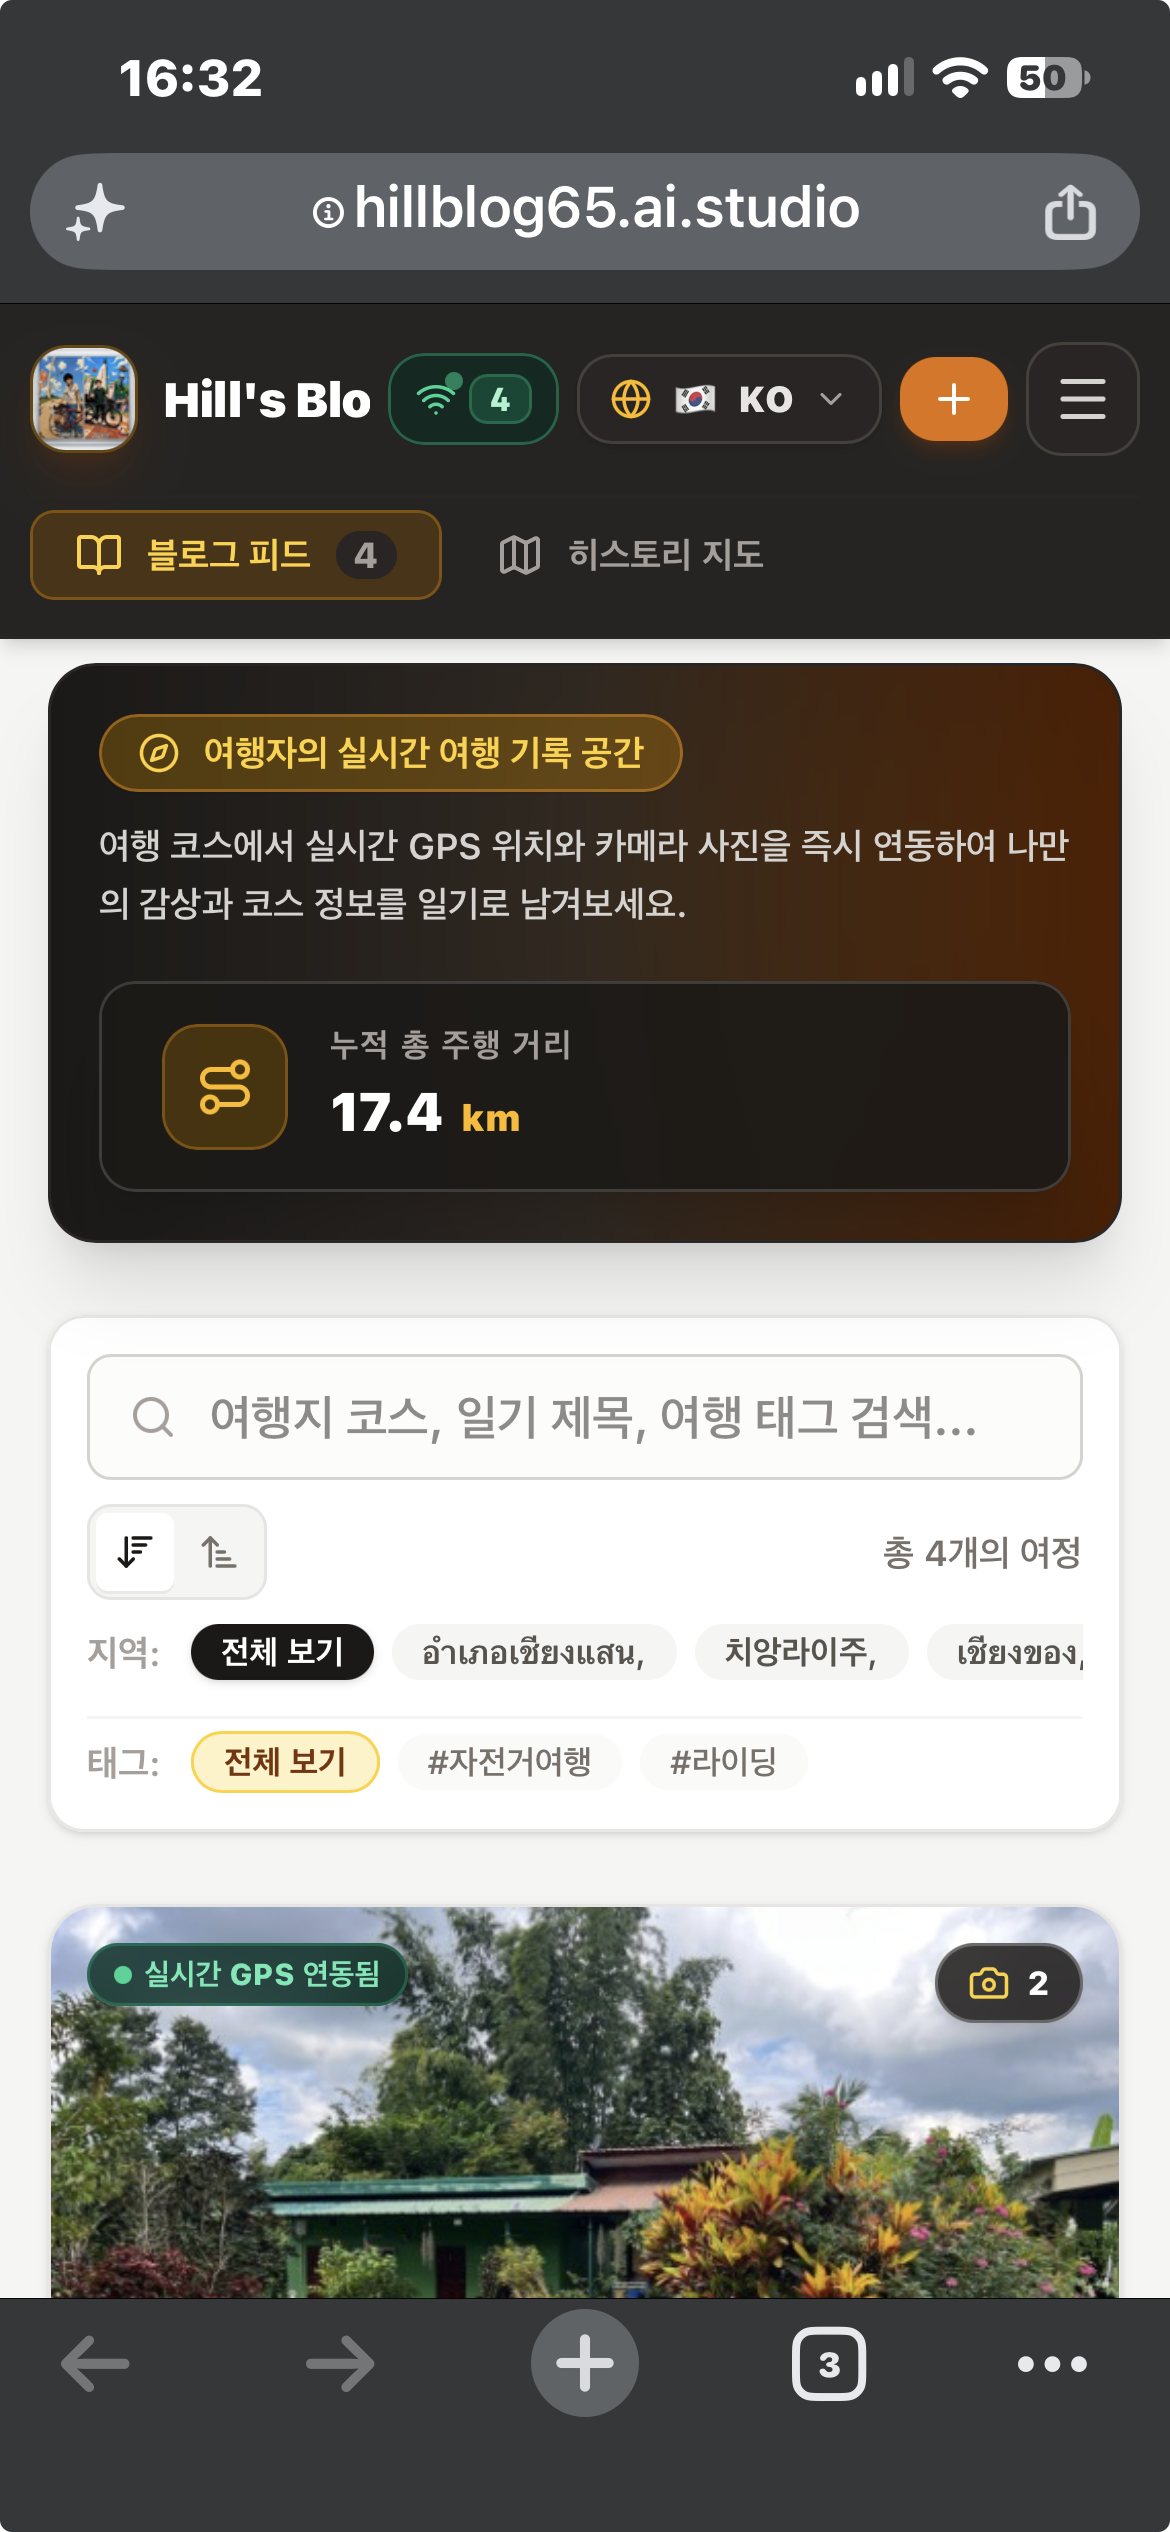 16:32
50
hillblog65.ai.studio
Hill's Blo
4
KO
블로그 피드 4
히스토리 지도
여행자의 실시간 여행 기록 공간
여행 코스에서 실시간 GPS 위치와 카메라 사진을 즉시 연동하여 나만
의 감상과 코스 정보를 일기로 남겨보세요.
누적 총 주행 거리
17.4 km
여행지 코스, 일기 제목, 여행 태그 검색...
총 4개의 여정
지역: 전체 보기 อำเภอเชียงแสน, 치앙라이주, เชียงของ,
태그: 전체 보기 #자전거여행 #라이딩
실시간 GPS 연동됨
2
3